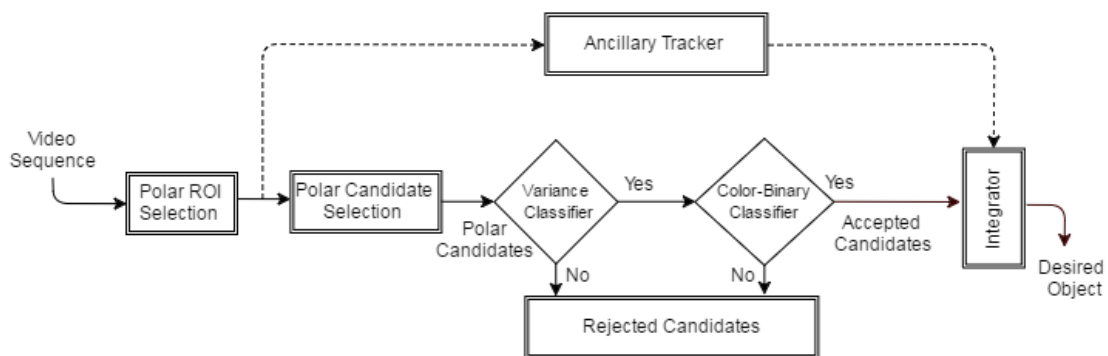 Ancillary Tracker
Video
Sequence
Polar ROI
Selection
Polar Candidate
Selection
Polar
Candidates
Variance
Classifier
Yes
No
Color-Binary
Classifier
Yes
No
Accepted
Candidates
Integrator
Desired
Object
Rejected Candidates